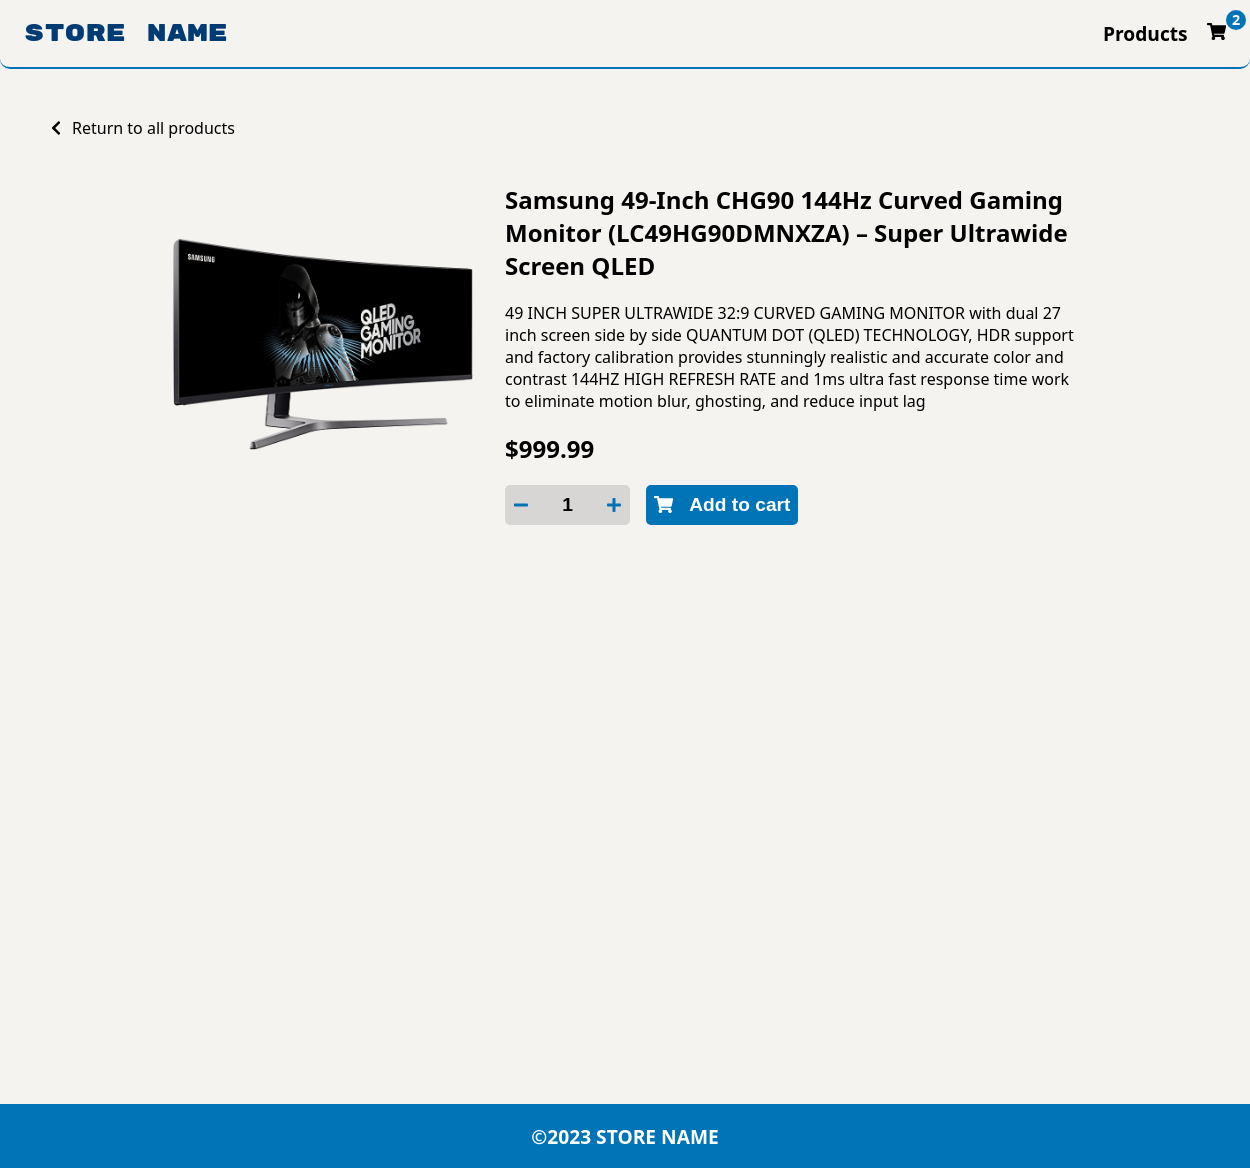 STORE NAME
Products
2
Return to all products
SAMSUNG
QLED
GAMING
MONITOR
Samsung 49-Inch CHG90 144Hz Curved Gaming
Monitor (LC49HG90DMNXZA) – Super Ultrawide
Screen QLED
49 INCH SUPER ULTRAWIDE 32:9 CURVED GAMING MONITOR with dual 27
inch screen side by side QUANTUM DOT (QLED) TECHNOLOGY, HDR support
and factory calibration provides stunningly realistic and accurate color and
contrast 144HZ HIGH REFRESH RATE and 1ms ultra fast response time work
to eliminate motion blur, ghosting, and reduce input lag
$999.99
1
Add to cart
©2023 STORE NAME